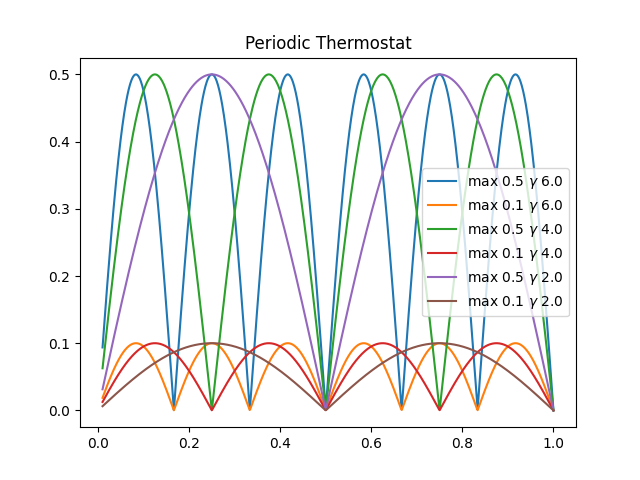 Periodic Thermostat
0.5
0.4
0.3
0.2
0.1
0.0
max 0.5 γ 6.0
max 0.1 γ 6.0
max 0.5 γ 4.0
max 0.1 γ 4.0
max 0.5 γ 2.0
max 0.1 γ 2.0
0.0 0.2 0.4 0.6 0.8 1.0